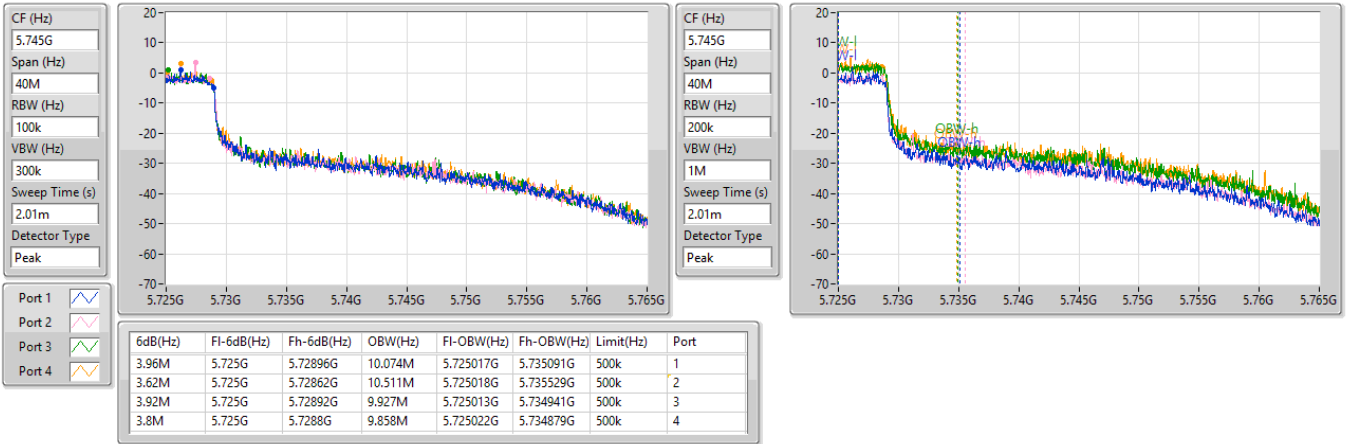 CF (Hz)
5.745G
Span (Hz)
40M
RBW (Hz)
100k
VBW (Hz)
300k
Sweep Time (s)
2.01m
Detector Type
Peak
20
10
0
-10
-20
-30
-40
-50
-60
-70
5.725G 5.73G 5.735G 5.74G 5.745G 5.75G 5.755G 5.76G 5.765G
CF (Hz)
5.745G
Span (Hz)
40M
RBW (Hz)
200k
VBW (Hz)
1M
Sweep Time (s)
2.01m
Detector Type
Peak
20
10
0
-10
-20
-30
-40
-50
-60
-70
W-l
W-l
OBW-h
OBW-h
5.725G 5.73G 5.735G 5.74G 5.745G 5.75G 5.755G 5.76G 5.765G
Port 1
Port 2
Port 3
Port 4
6dB(Hz) Fl-6dB(Hz) Fh-6dB(Hz) OBW(Hz) Fl-OBW(Hz) Fh-OBW(Hz) Limit(Hz) Port
3.96M 5.725G 5.72896G 10.074M 5.725017G 5.735091G 500k 1
3.62M 5.725G 5.72862G 10.511M 5.725018G 5.735529G 500k 2
3.92M 5.725G 5.72892G 9.927M 5.725013G 5.734941G 500k 3
3.8M 5.725G 5.7288G 9.858M 5.725022G 5.734879G 500k 4